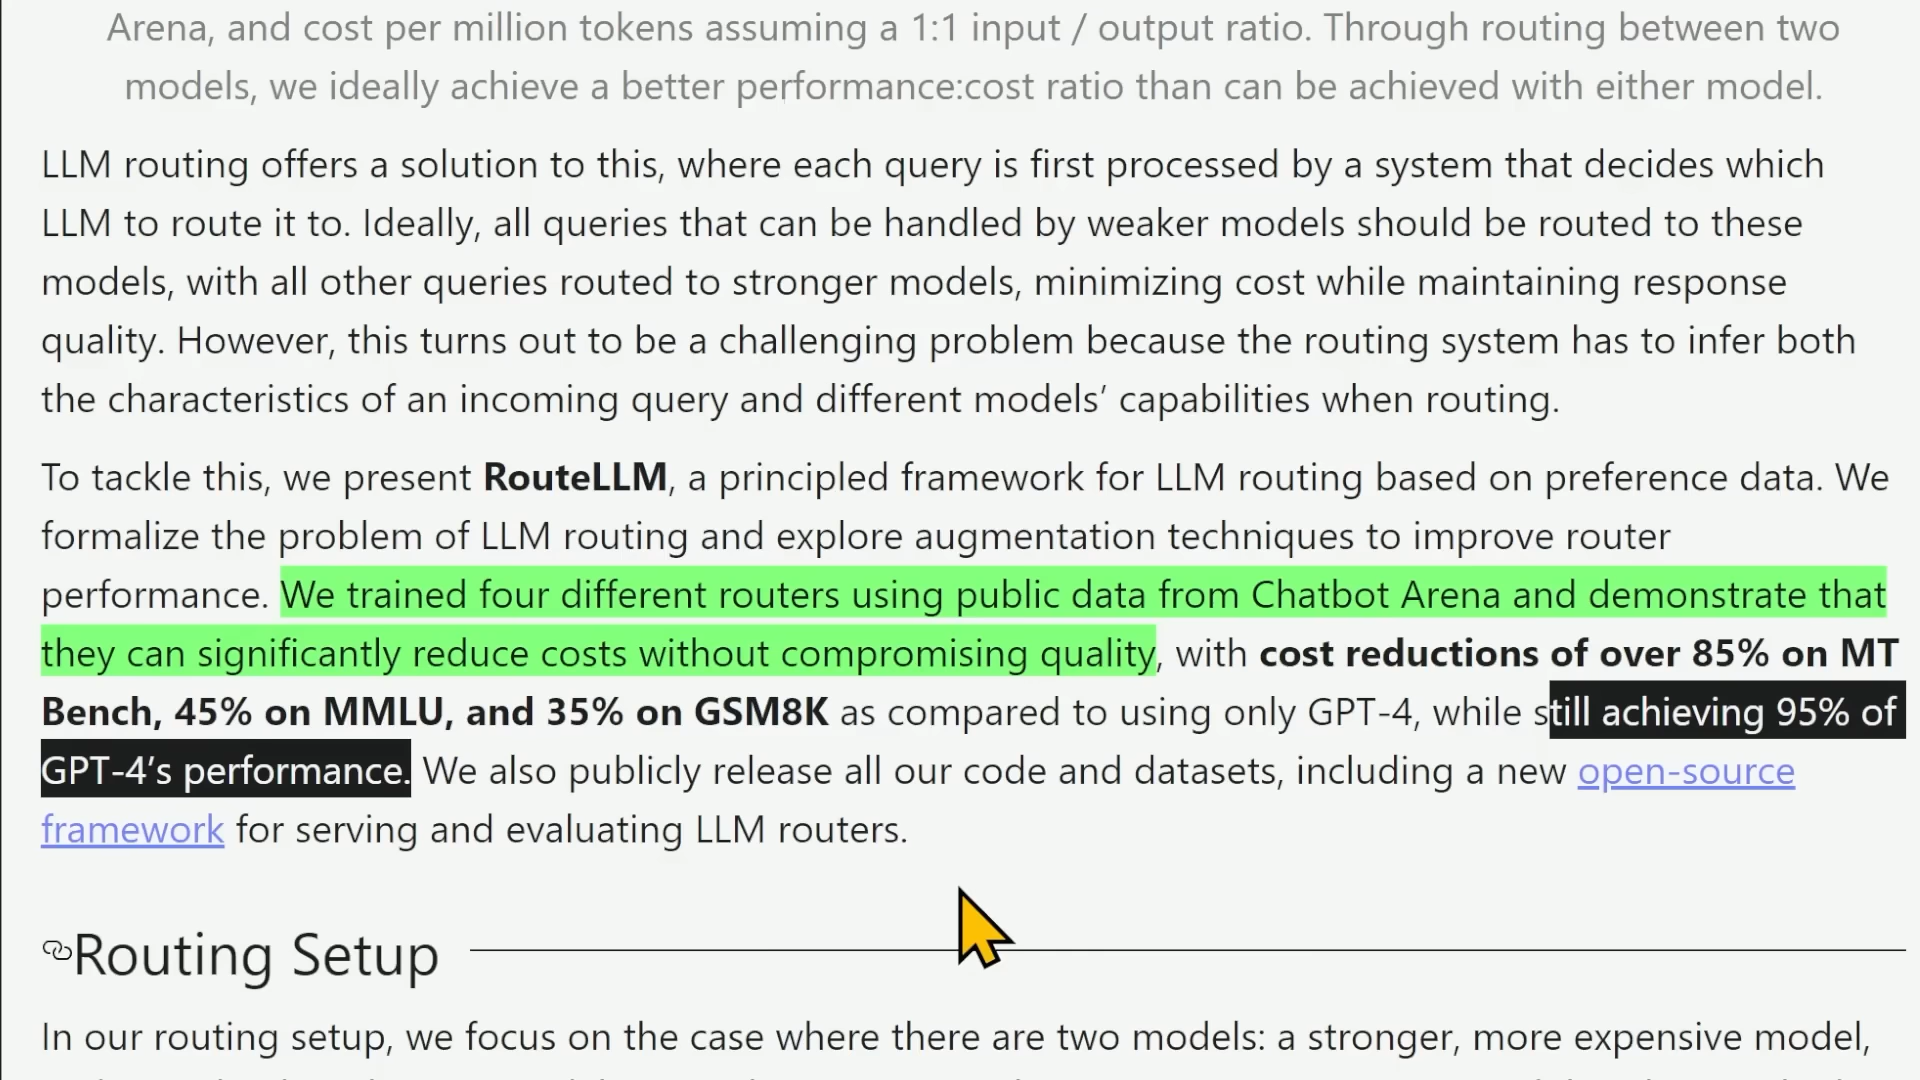 Arena, and cost per million tokens assuming a 1:1 input / output ratio. Through routing between two
models, we ideally achieve a better performance:cost ratio than can be achieved with either model.
LLM routing offers a solution to this, where each query is first processed by a system that decides which
LLM to route it to. Ideally, all queries that can be handled by weaker models should be routed to these
models, with all other queries routed to stronger models, minimizing cost while maintaining response
quality. However, this turns out to be a challenging problem because the routing system has to infer both
the characteristics of an incoming query and different models’ capabilities when routing.
To tackle this, we present RouteLLM, a principled framework for LLM routing based on preference data. We
formalize the problem of LLM routing and explore augmentation techniques to improve router
performance. We trained four different routers using public data from Chatbot Arena and demonstrate that
they can significantly reduce costs without compromising quality, with cost reductions of over 85% on MT
Bench, 45% on MMLU, and 35% on GSM8K as compared to using only GPT-4, while still achieving 95% of
GPT-4’s performance. We also publicly release all our code and datasets, including a new open-source
framework for serving and evaluating LLM routers.
Routing Setup
In our routing setup, we focus on the case where there are two models: a stronger, more expensive model,